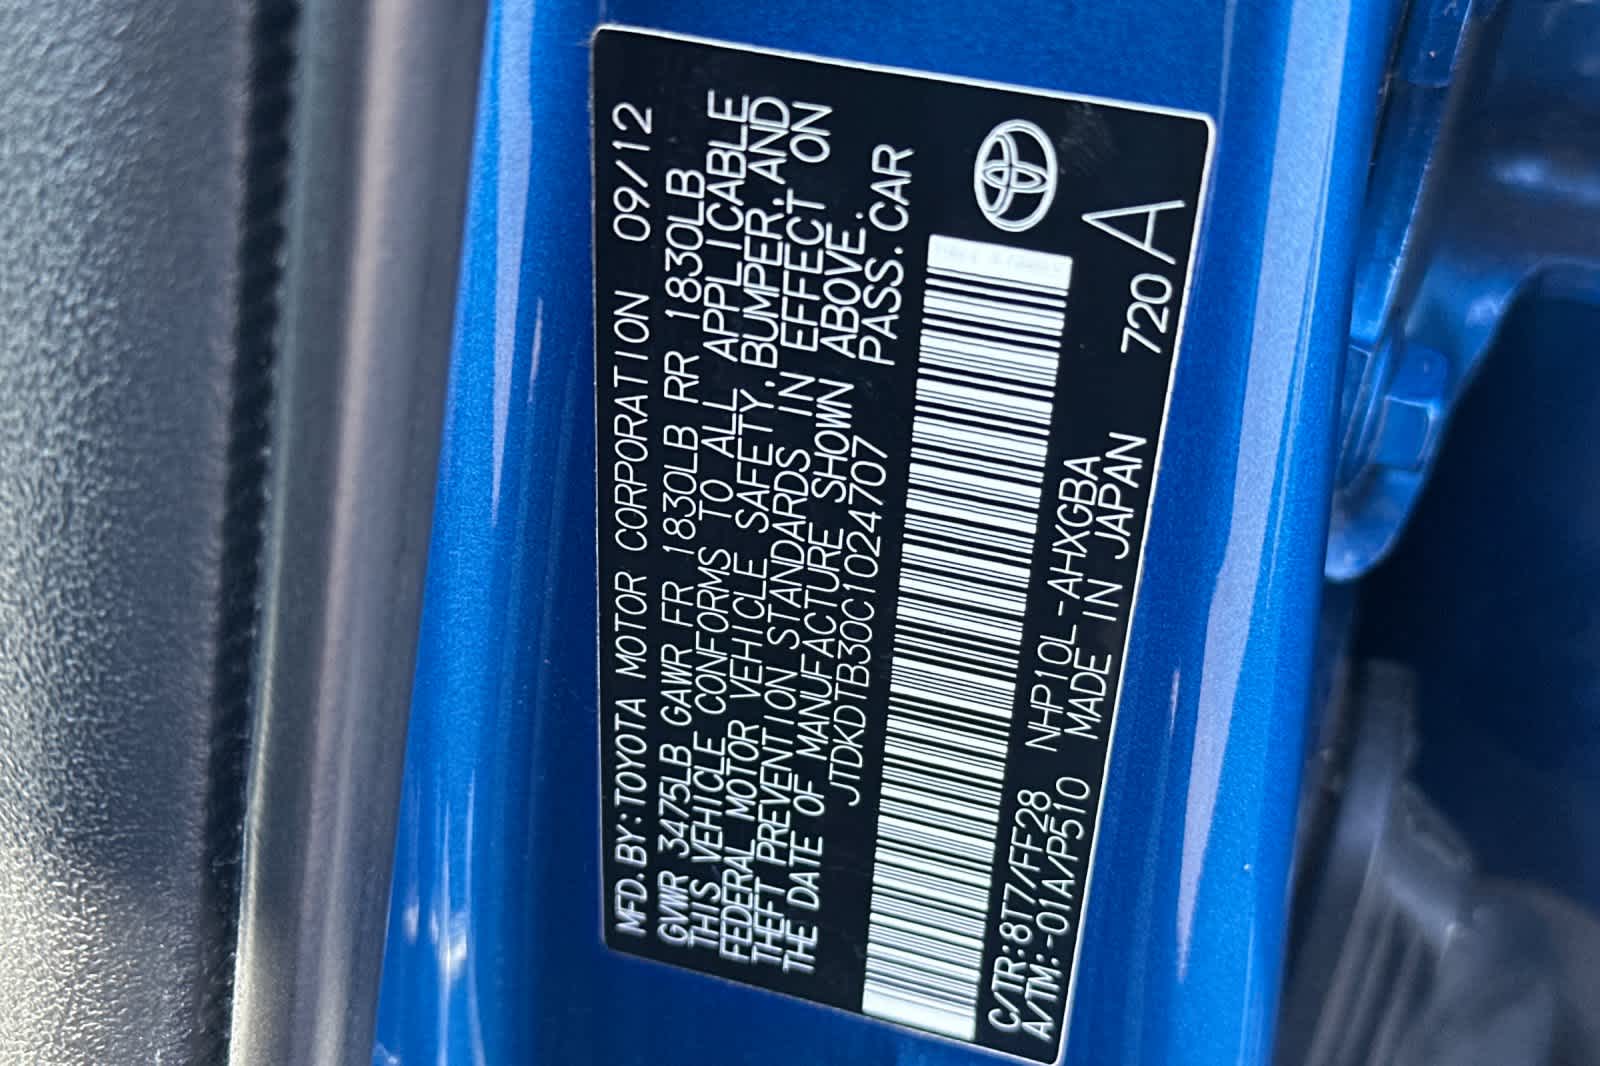 MFD.BY:TOYOTA MOTOR CORPORATION 09/12
GVWR 3475LB GAWR FR 1830LB RR 1830LB
THIS VEHICLE CONFORMS TO ALL APPLICABLE
FEDERAL MOTOR VEHICLE SAFETY,BUMPER,AND
THEFT PREVENTION STANDARDS IN EFFECT ON
THE DATE OF MANUFACTURE SHOWN ABOVE.
JTDKDTB30C1024707 PASS.CAR
C/TR:8T7/FF28 NHP10L-AHXGBA
A/TM:-01A/P510 MADE IN JAPAN 720A